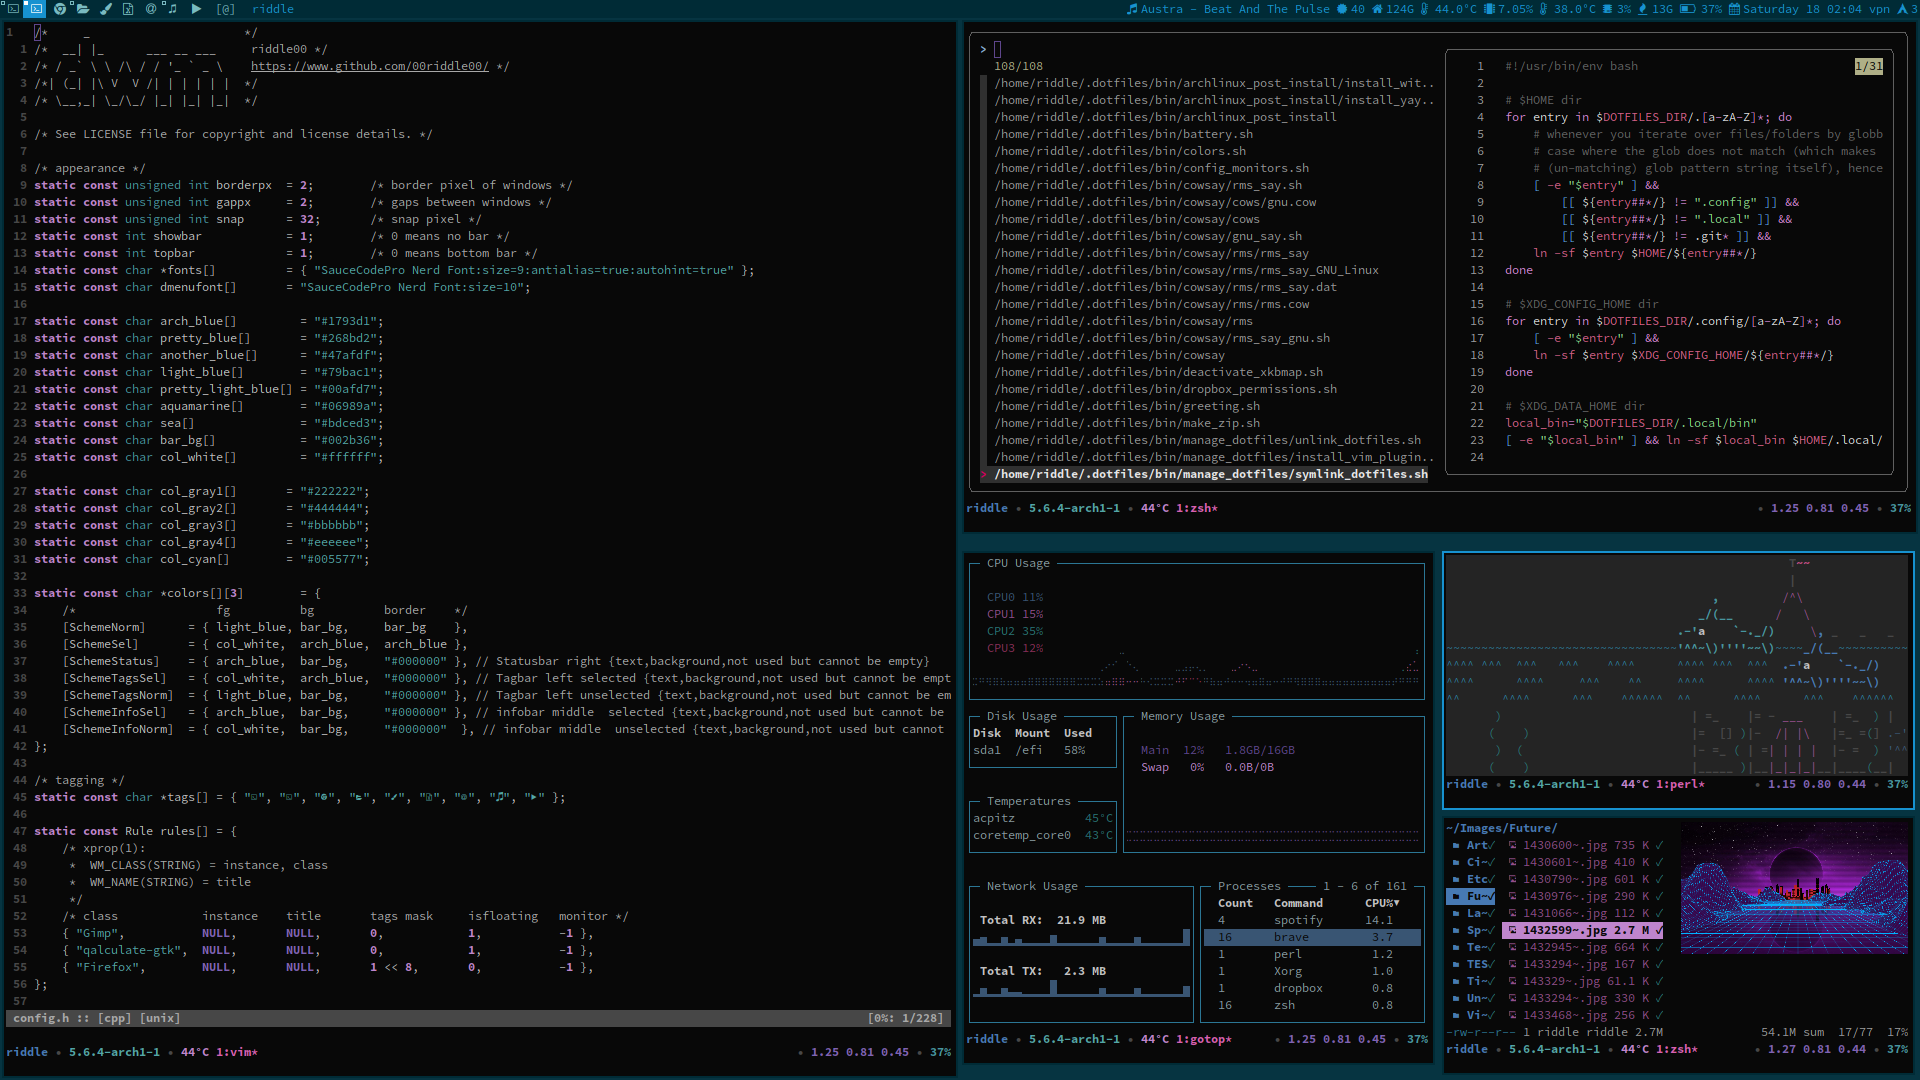 [@] riddle
Austra - Beat And The Pulse 40 124G 44.0°C 7.05% 38.0°C 3% 13G 37% Saturday 18 02:04 vpn 3
1 /* _ */
1 /* __| |_ ___ __ ___ riddle00 */
2 /* / _` \ \ /\ / / '_ ` _ \ https://www.github.com/00riddle00/ */
3 /*| (_| |\ V  V /| | | | | | */
4 /* \__,_| \_/\_/ |_| |_| |_| */
5
6 /* See LICENSE file for copyright and license details. */
7
8 /* appearance */
9 static const unsigned int borderpx = 2; /* border pixel of windows */
10 static const unsigned int gappx = 2; /* gaps between windows */
11 static const unsigned int snap = 32; /* snap pixel */
12 static const int showbar = 1; /* 0 means no bar */
13 static const int topbar = 1; /* 0 means bottom bar */
14 static const char *fonts[] = { "SauceCodePro Nerd Font:size=9:antialias=true:autohint=true" };
15 static const char dmenufont[] = "SauceCodePro Nerd Font:size=10";
16
17 static const char arch_blue[] = "#1793d1";
18 static const char pretty_blue[] = "#268bd2";
19 static const char another_blue[] = "#47afdf";
20 static const char light_blue[] = "#79bac1";
21 static const char pretty_light_blue[] = "#00afd7";
22 static const char aquamarine[] = "#06989a";
23 static const char sea[] = "#bdced3";
24 static const char bar_bg[] = "#002b36";
25 static const char col_white[] = "#ffffff";
26
27 static const char col_gray1[] = "#222222";
28 static const char col_gray2[] = "#444444";
29 static const char col_gray3[] = "#bbbbbb";
30 static const char col_gray4[] = "#eeeeee";
31 static const char col_cyan[] = "#005577";
32
33 static const char *colors[][3] = {
34 /* fg bg border */
35 [SchemeNorm] = { light_blue, bar_bg, bar_bg },
36 [SchemeSel] = { col_white, arch_blue, arch_blue },
37 [SchemeStatus] = { arch_blue, bar_bg, "#000000" }, // Statusbar right {text,background,not used but cannot be empty}
38 [SchemeTagsSel] = { col_white, arch_blue, "#000000" }, // Tagbar left selected {text,background,not used but cannot be empt
39 [SchemeTagsNorm] = { light_blue, bar_bg, "#000000" }, // Tagbar left unselected {text,background,not used but cannot be em
40 [SchemeInfoSel] = { arch_blue, bar_bg, "#000000" }, // infobar middle selected {text,background,not used but cannot be
41 [SchemeInfoNorm] = { col_white, bar_bg, "#000000" }, // infobar middle unselected {text,background,not used but cannot
42 };
43
44 /* tagging */
45 static const char *tags[] = { "", "", "", "", "", "", "", "", "" };
46
47 static const Rule rules[] = {
48 /* xprop(1):
49 * WM_CLASS(STRING) = instance, class
50 * WM_NAME(STRING) = title
51 */
52 /* class instance title tags mask isfloating monitor */
53 { "Gimp", NULL, NULL, 0, 1, -1 },
54 { "qalculate-gtk", NULL, NULL, 0, 1, -1 },
55 { "Firefox", NULL, NULL, 1 << 8, 0, -1 },
56 };
57
config.h :: [cpp] [unix] [0%: 1/228]
riddle • 5.6.4-arch1-1 • 44°C 1:vim* • 1.25 0.81 0.45 • 37%
>
108/108
/home/riddle/.dotfiles/bin/archlinux_post_install/install_wit..
/home/riddle/.dotfiles/bin/archlinux_post_install/install_yay..
/home/riddle/.dotfiles/bin/archlinux_post_install
/home/riddle/.dotfiles/bin/battery.sh
/home/riddle/.dotfiles/bin/colors.sh
/home/riddle/.dotfiles/bin/config_monitors.sh
/home/riddle/.dotfiles/bin/cowsay/rms_say.sh
/home/riddle/.dotfiles/bin/cowsay/cows/gnu.cow
/home/riddle/.dotfiles/bin/cowsay/cows
/home/riddle/.dotfiles/bin/cowsay/gnu_say.sh
/home/riddle/.dotfiles/bin/cowsay/rms/rms_say
/home/riddle/.dotfiles/bin/cowsay/rms/rms_say_GNU_Linux
/home/riddle/.dotfiles/bin/cowsay/rms/rms_say.dat
/home/riddle/.dotfiles/bin/cowsay/rms/rms.cow
/home/riddle/.dotfiles/bin/cowsay/rms
/home/riddle/.dotfiles/bin/cowsay/rms_say_gnu.sh
/home/riddle/.dotfiles/bin/cowsay
/home/riddle/.dotfiles/bin/deactivate_xkbmap.sh
/home/riddle/.dotfiles/bin/dropbox_permissions.sh
/home/riddle/.dotfiles/bin/greeting.sh
/home/riddle/.dotfiles/bin/make_zip.sh
/home/riddle/.dotfiles/bin/manage_dotfiles/unlink_dotfiles.sh
/home/riddle/.dotfiles/bin/manage_dotfiles/install_vim_plugin..
> /home/riddle/.dotfiles/bin/manage_dotfiles/symlink_dotfiles.sh
1 #!/usr/bin/env bash 1/31
2
3 # $HOME dir
4 for entry in $DOTFILES_DIR/.[a-zA-Z]*; do
5 # whenever you iterate over files/folders by globb
6 # case where the glob does not match (which makes
7 # (un-matching) glob pattern string itself), hence
8 [ -e "$entry" ] &&
9 [[ ${entry##*/} != ".config" ]] &&
10 [[ ${entry##*/} != ".local" ]] &&
11 [[ ${entry##*/} != .git* ]] &&
12 ln -sf $entry $HOME/${entry##*/}
13 done
14
15 # $XDG_CONFIG_HOME dir
16 for entry in $DOTFILES_DIR/.config/[a-zA-Z]*; do
17 [ -e "$entry" ] &&
18 ln -sf $entry $XDG_CONFIG_HOME/${entry##*/}
19 done
20
21 # $XDG_DATA_HOME dir
22 local_bin="$DOTFILES_DIR/.local/bin"
23 [ -e "$local_bin" ] && ln -sf $local_bin $HOME/.local/
24
riddle • 5.6.4-arch1-1 • 44°C 1:zsh* • 1.25 0.81 0.45 • 37%
CPU Usage
CPU0 11%
CPU1 15%
CPU2 35%
CPU3 12%
Disk Usage
Disk Mount Used
sda1 /efi 58%
Memory Usage
Main 12% 1.8GB/16GB
Swap 0% 0.0B/0B
Temperatures
acpitz 45°C
coretemp_core0 43°C
Network Usage
Total RX: 21.9 MB
Total TX: 2.3 MB
Processes 1 - 6 of 161
Count Command CPU%▼
4 spotify 14.1
16 brave 3.7
1 perl 1.2
1 Xorg 1.0
1 dropbox 0.8
16 zsh 0.8
riddle • 5.6.4-arch1-1 • 44°C 1:gotop* • 1.25 0.81 0.45 • 37%
riddle • 5.6.4-arch1-1 • 44°C 1:perl* • 1.15 0.80 0.44 • 37%
~/Images/Future/
Art✓ 1430600~.jpg 735 K ✓
Ci~✓ 1430601~.jpg 410 K ✓
Etc✓ 1430790~.jpg 601 K ✓
Fu~✓ 1430976~.jpg 290 K ✓
La~✓ 1431066~.jpg 112 K ✓
Sp~✓ 1432599~.jpg 2.7 M ✓
Te~✓ 1432945~.jpg 664 K ✓
TES✓ 1433294~.jpg 167 K ✓
Ti~✓ 143329~.jpg 61.1 K ✓
Un~✓ 1433294~.jpg 330 K ✓
Vi~✓ 1433468~.jpg 256 K ✓
-rw-r--r-- 1 riddle riddle 2.7M 54.1M sum 17/77 17%
riddle • 5.6.4-arch1-1 • 44°C 1:zsh* • 1.27 0.81 0.44 • 37%